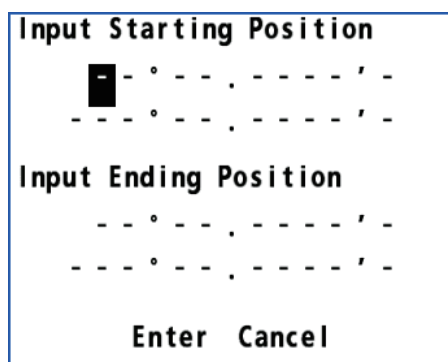 Input Starting Position
--°--.----'-
---°--.----'-
Input Ending Position
--°--.----'-
---°--.----'-
Enter Cancel